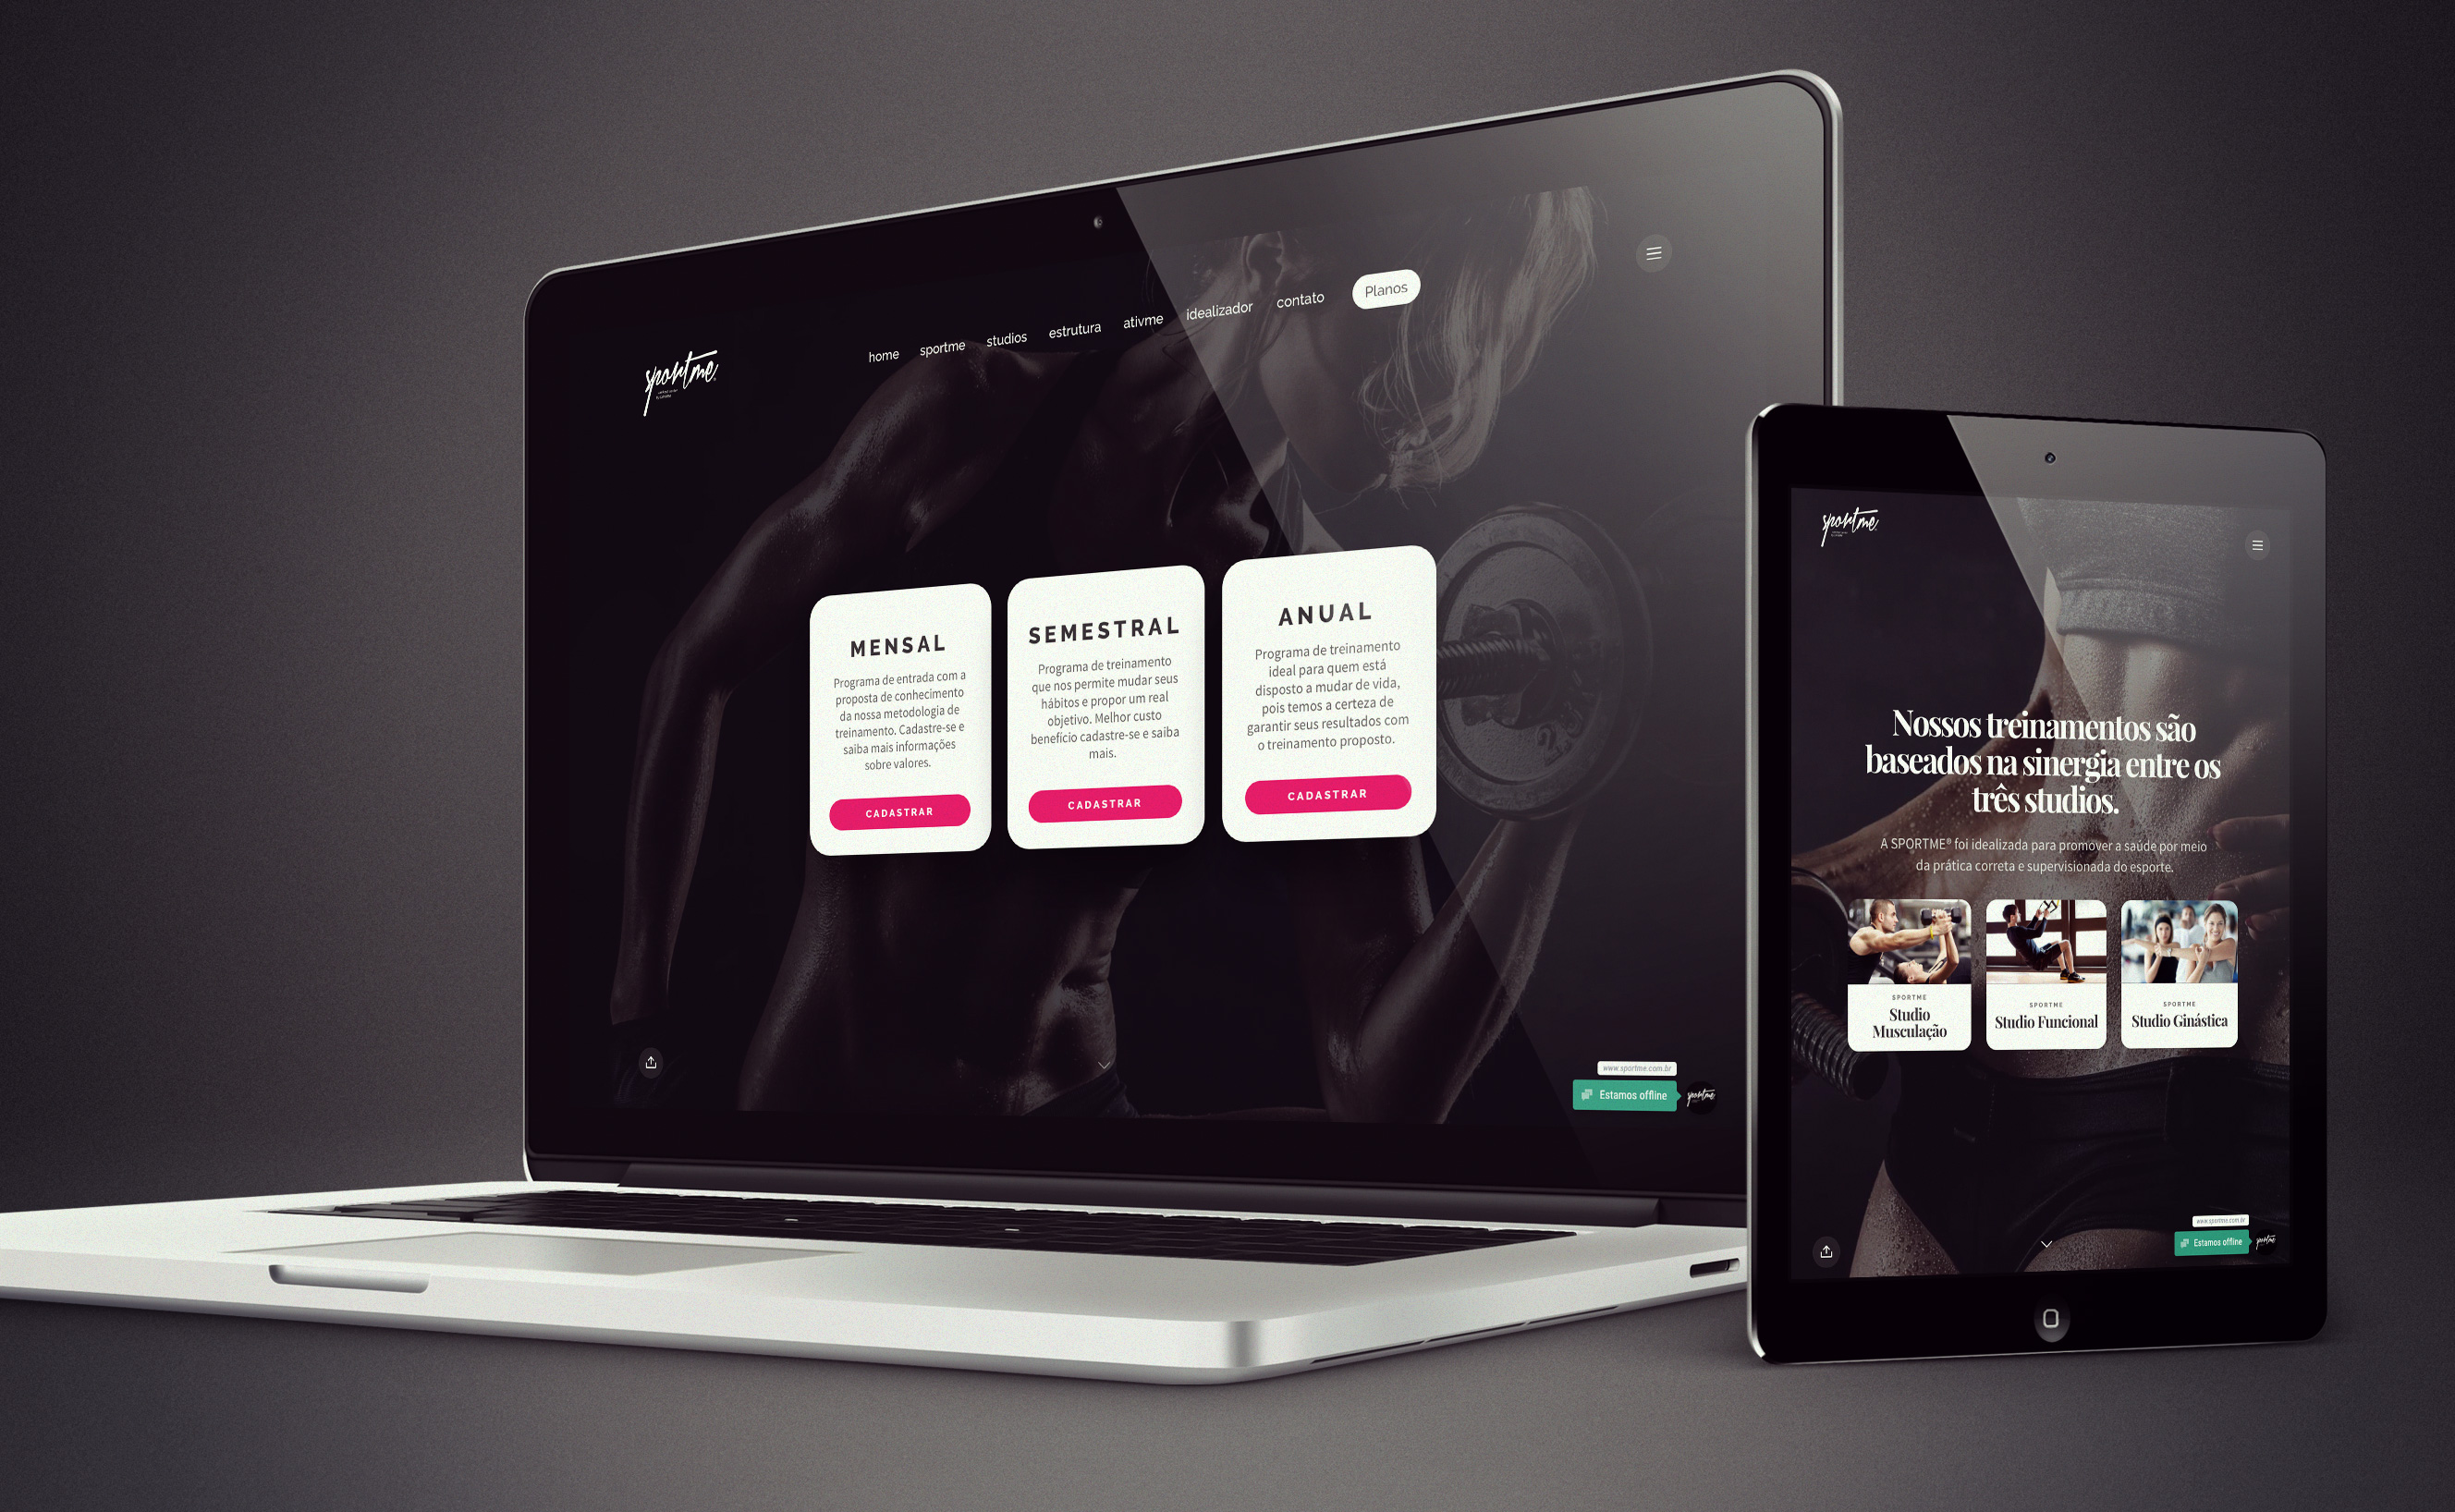 sportme
home sportme studios estrutura ativme idealizador contato Planos
MENSAL
Programa de entrada com a
proposta de conhecimento
da nossa metodologia de
treinamento. Cadastre-se e
saiba mais informações
sobre valores.
CADASTRAR
SEMESTRAL
Programa de treinamento
que nos permite mudar seus
hábitos e propor um real
objetivo. Melhor custo
benefício cadastre-se e saiba
mais.
CADASTRAR
ANUAL
Programa de treinamento
ideal para quem está
disposto a mudar de vida,
pois temos a certeza de
garantir seus resultados com
o treinamento proposto.
CADASTRAR
www.sportme.com.br
Estamos offline
sportme
sportme
Nossos treinamentos são
baseados na sinergia entre os
três studios.
A SPORTME® foi idealizada para promover a saúde por meio
da prática correta e supervisionada do esporte.
SPORTME
Studio
Musculação
SPORTME
Studio Funcional
SPORTME
Studio Ginástica
www.sportme.com.br
Estamos offline
sportme